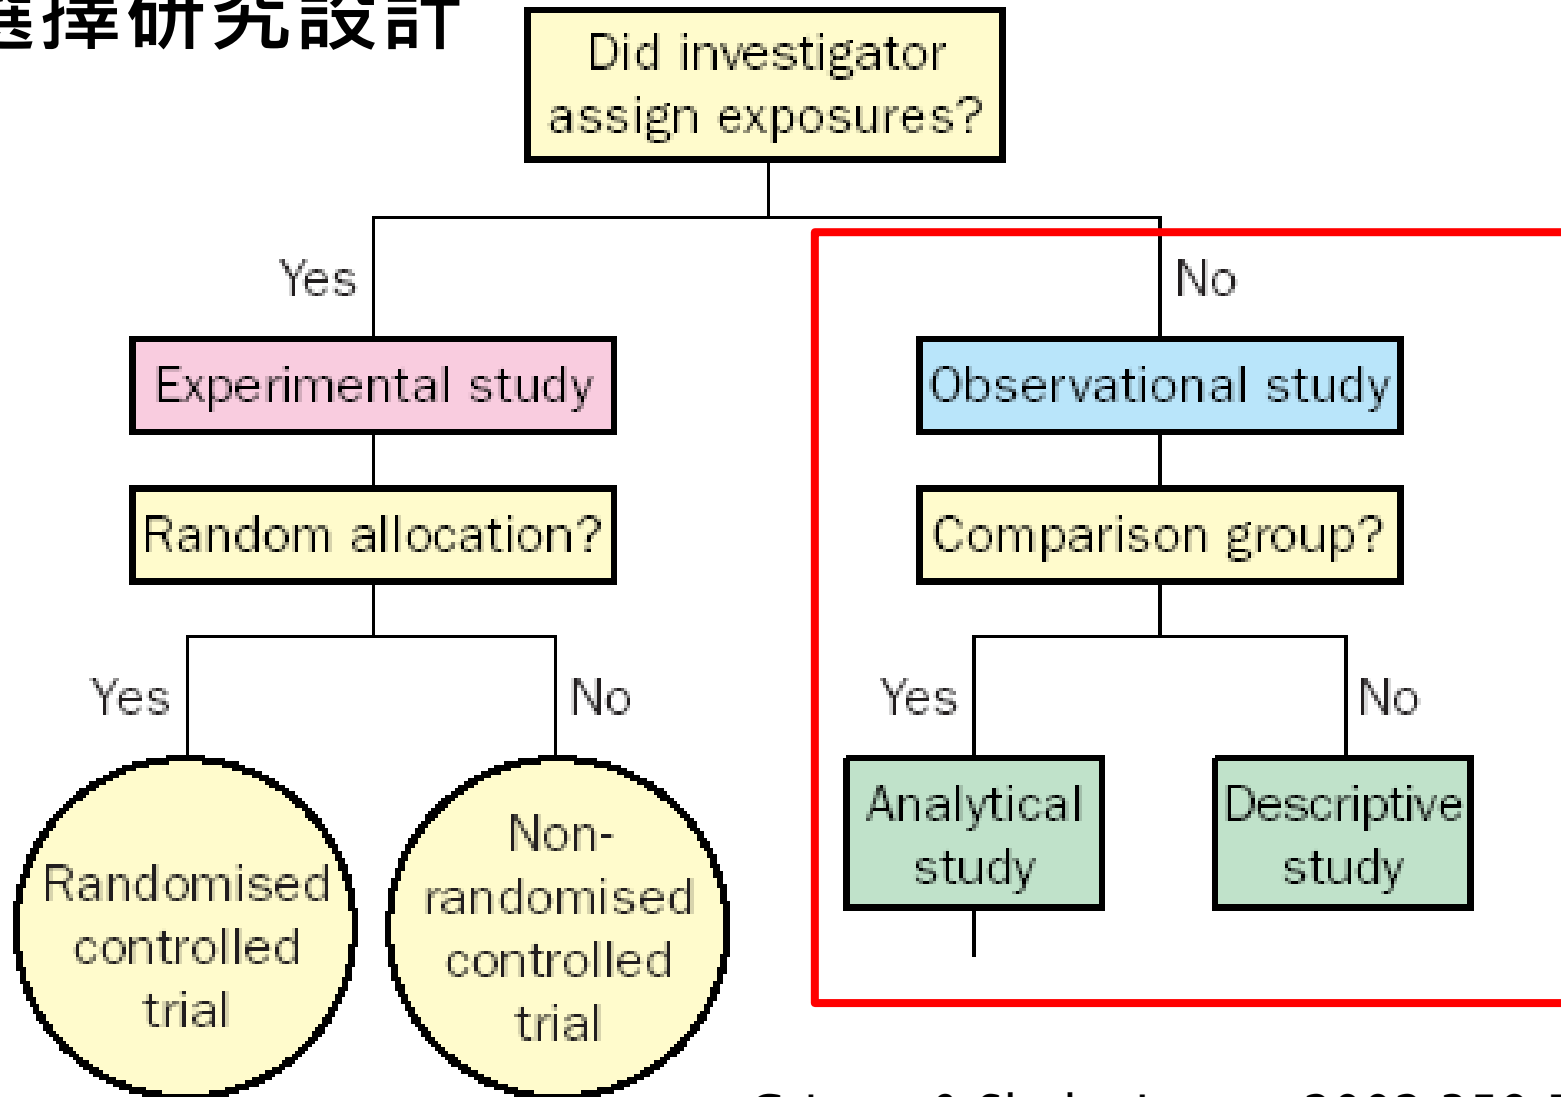 選擇研究設計
Did investigator
assign exposures?
Yes
No
Experimental study
Observational study
Random allocation?
Comparison group?
Yes
No
Yes
No
Randomised
controlled
trial
Non-
randomised
controlled
trial
Analytical
study
Descriptive
study